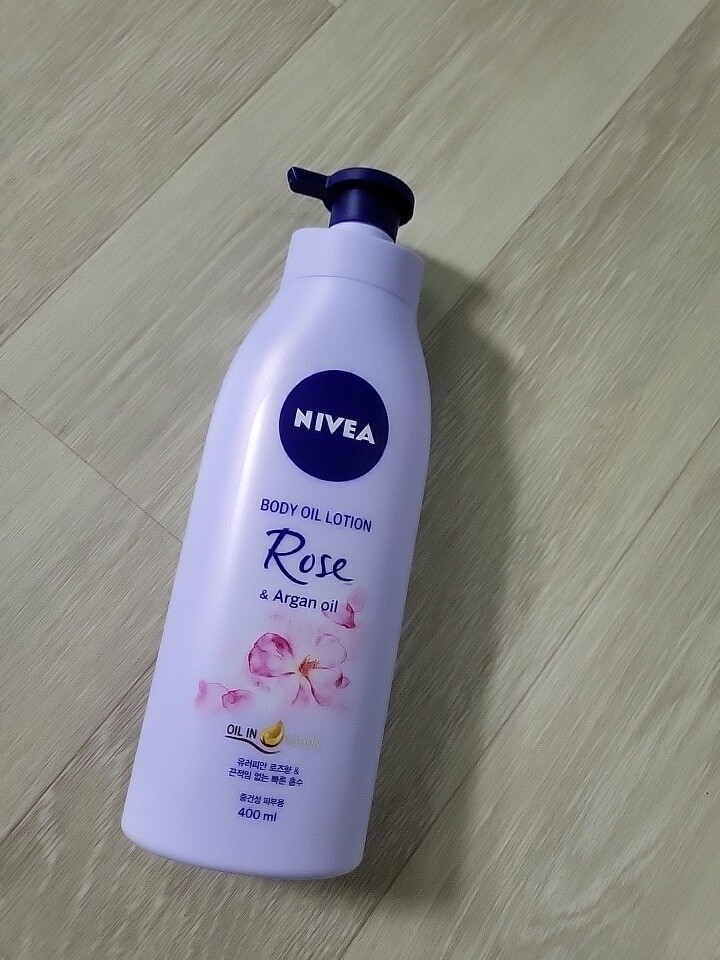 NIVEA
BODY OIL LOTION
Rose
& Argan oil
OIL IN LOTION
유러피안 로즈향 &
끈적임 없는 빠른 흡수
중건성 피부용
400 ml